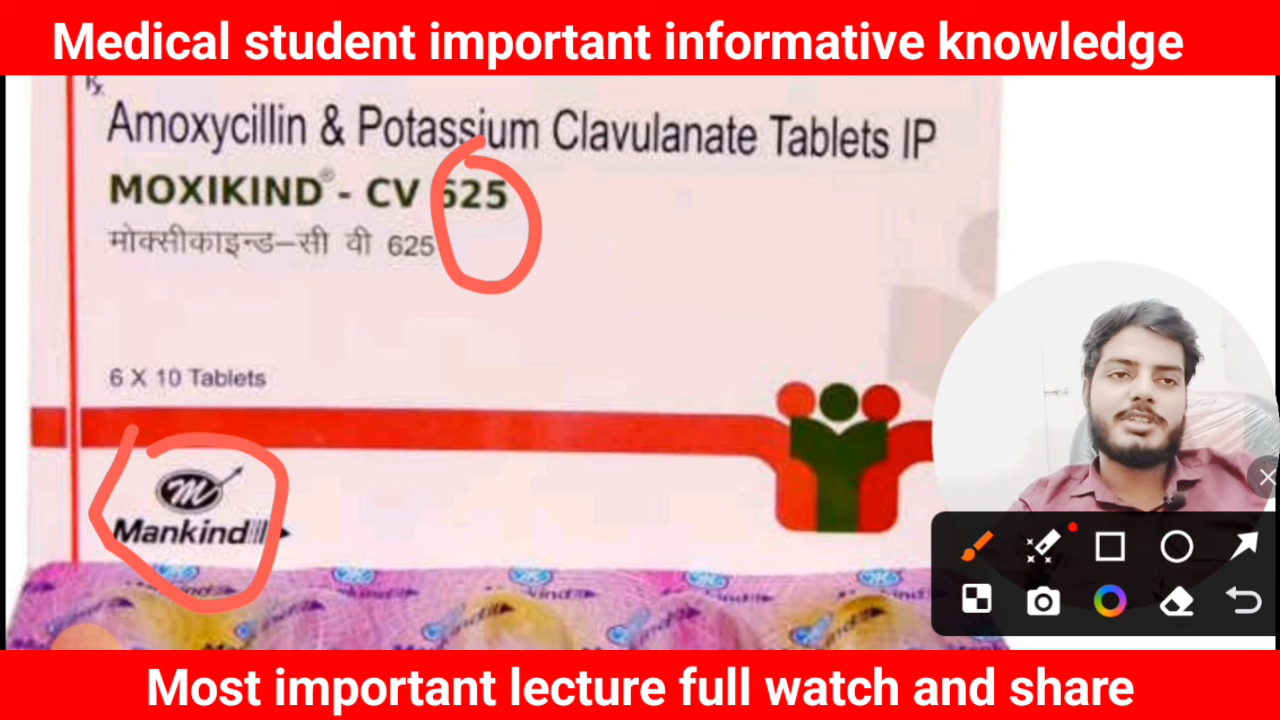 Medical student important informative knowledge
Rx
Amoxycillin & Potassium Clavulanate Tablets IP
MOXIKIND® - CV 625
मोक्सीकाइन्ड–सी वी 625
6 X 10 Tablets
M
Mankind
Most important lecture full watch and share